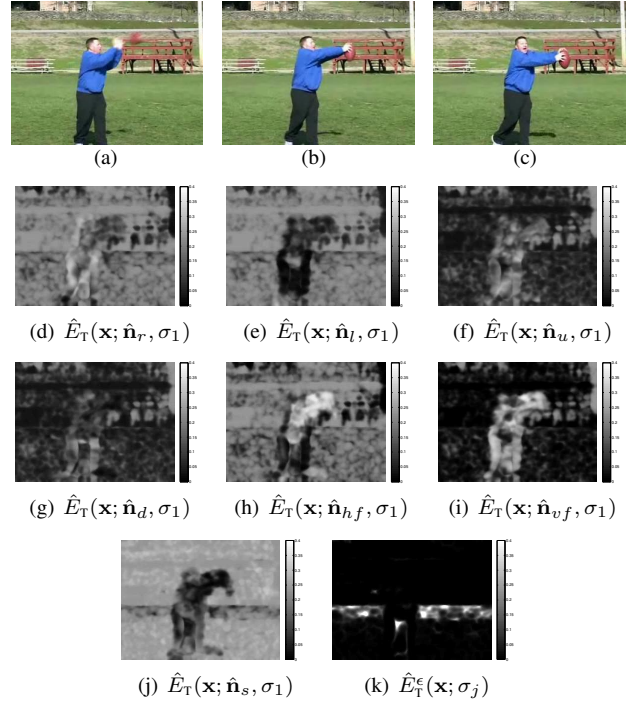 (a) (b) (c)
(d) Ê_T(x; n̂_r, σ_1) (e) Ê_T(x; n̂_l, σ_1) (f) Ê_T(x; n̂_u, σ_1)
(g) Ê_T(x; n̂_d, σ_1) (h) Ê_T(x; n̂_hf, σ_1) (i) Ê_T(x; n̂_vf, σ_1)
(j) Ê_T(x; n̂_s, σ_1) (k) Ê_T^ϵ(x; σ_j)